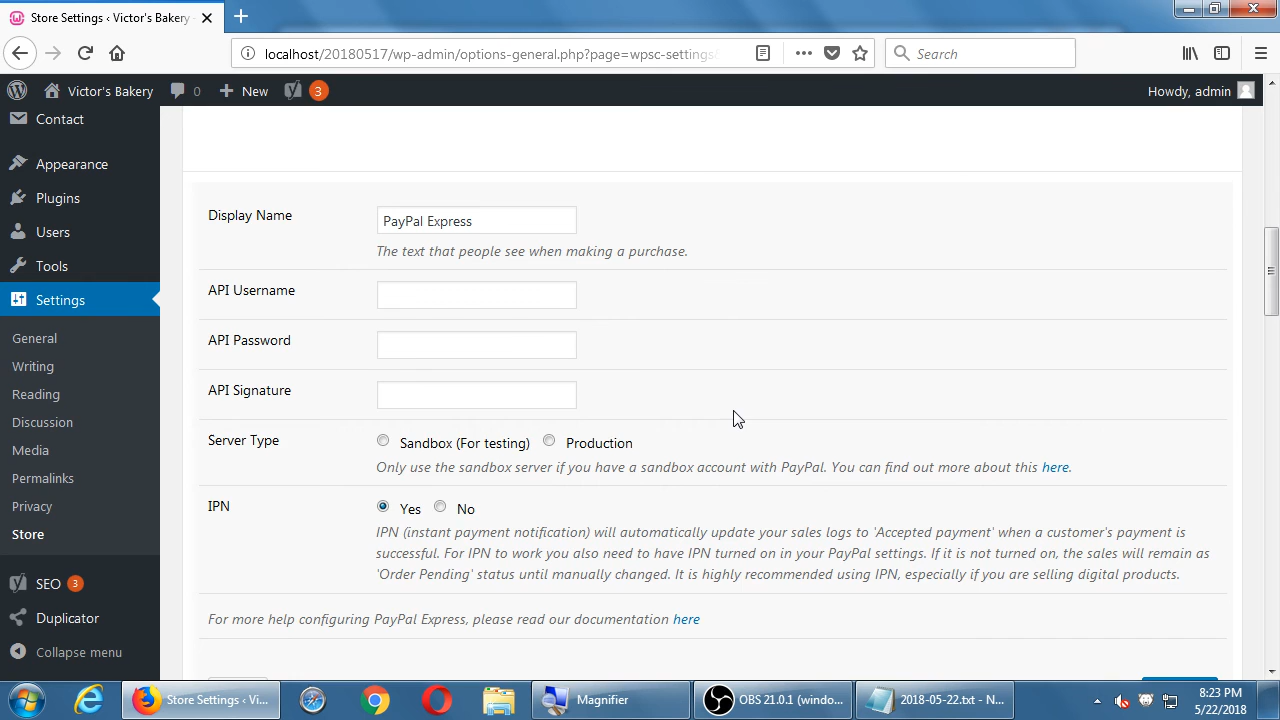 Store Settings ‹ Victor's Bakery
localhost/20180517/wp-admin/options-general.php?page=wpsc-settings
Search
Victor's Bakery
0
New
3
Howdy, admin
Contact
Appearance
Plugins
Users
Tools
Settings
General
Writing
Reading
Discussion
Media
Permalinks
Privacy
Store
SEO 3
Duplicator
Collapse menu
Display Name
PayPal Express
The text that people see when making a purchase.
API Username
API Password
API Signature
Server Type
Sandbox (For testing) Production
Only use the sandbox server if you have a sandbox account with PayPal. You can find out more about this here.
IPN
Yes No
IPN (instant payment notification) will automatically update your sales logs to 'Accepted payment' when a customer's payment is
successful. For IPN to work you also need to have IPN turned on in your PayPal settings. If it is not turned on, the sales will remain as
'Order Pending' status until manually changed. It is highly recommended using IPN, especially if you are selling digital products.
For more help configuring PayPal Express, please read our documentation here
Store Settings ‹ Vi...
Magnifier
OBS 21.0.1 (windo...
2018-05-22.txt - N...
8:23 PM
5/22/2018